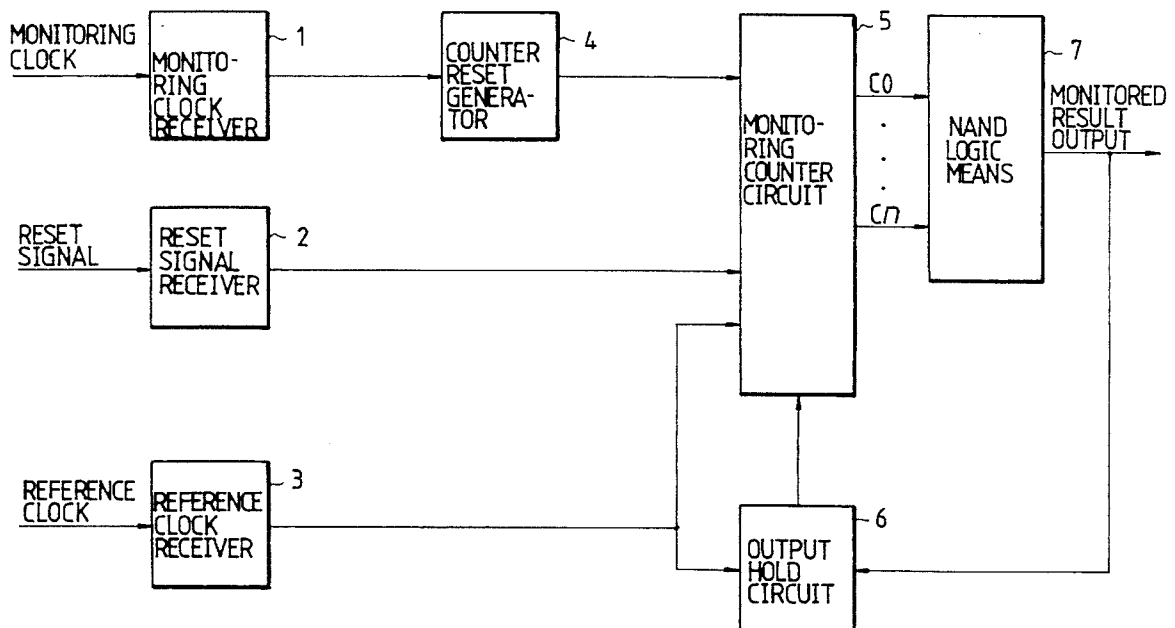 MONITORING
CLOCK
1
MONITO-
RING
CLOCK
RECEIVER
4
COUNTER
RESET
GENERA-
TOR
5
MONITO-
RING
COUNTER
CIRCUIT
C0
Cn
7
NAND
LOGIC
MEANS
MONITORED
RESULT
OUTPUT
RESET
SIGNAL
2
RESET
SIGNAL
RECEIVER
REFERENCE
CLOCK
3
REFERENCE
CLOCK
RECEIVER
6
OUTPUT
HOLD
CIRCUIT